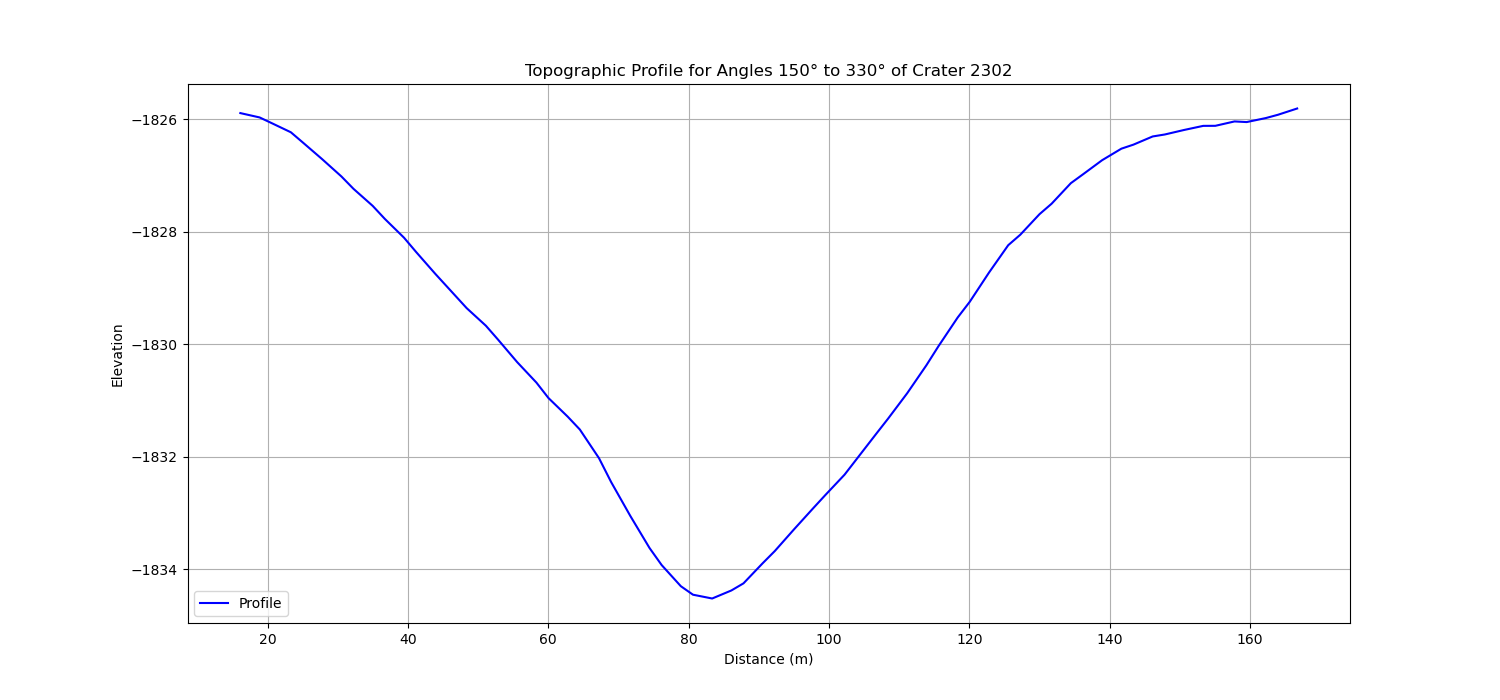 Topographic Profile for Angles 150° to 330° of Crater 2302
Elevation
−1826
−1828
−1830
−1832
−1834
Profile
20 40 60 80 100 120 140 160
Distance (m)